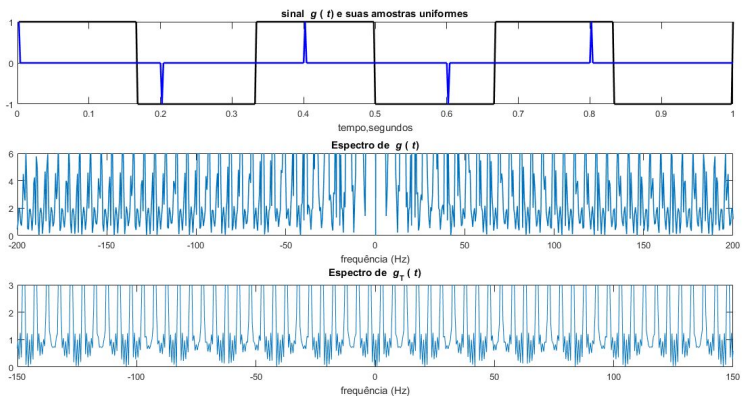 sinal g ( t ) e suas amostras uniformes
1
0
-1
0 0.1 0.2 0.3 0.4 0.5 0.6 0.7 0.8 0.9 1
tempo,segundos
Espectro de g ( t )
6
4
2
0
-200 -150 -100 -50 0 50 100 150 200
frequência (Hz)
Espectro de g_T ( t )
3
2
1
0
-150 -100 -50 0 50 100 150
frequência (Hz)